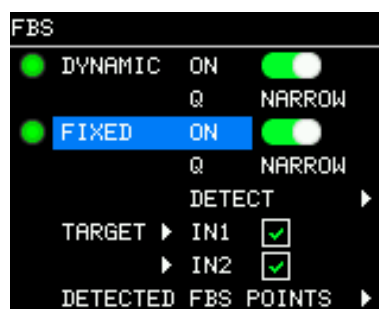 FBS
DYNAMIC ON
Q NARROW
FIXED ON
Q NARROW
DETECT
TARGET IN1
IN2
DETECTED FBS POINTS